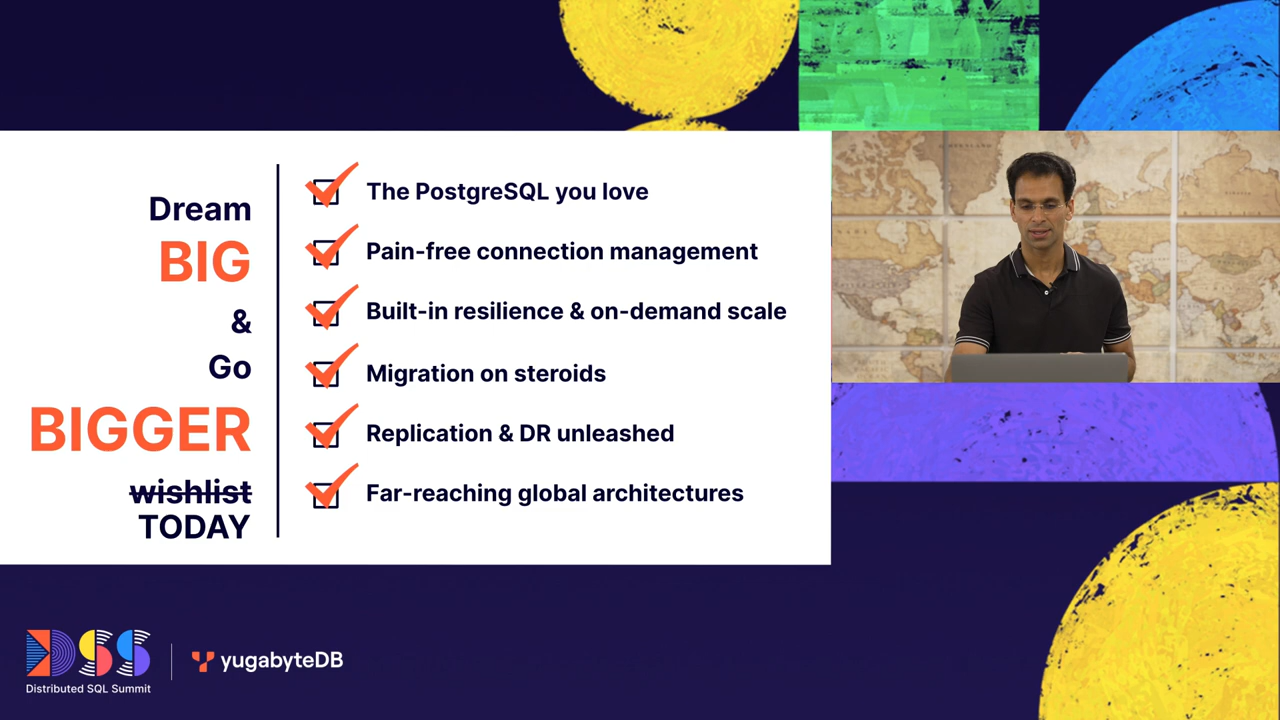 Dream
BIG
&
Go
BIGGER
wishlist
TODAY
The PostgreSQL you love
Pain-free connection management
Built-in resilience & on-demand scale
Migration on steroids
Replication & DR unleashed
Far-reaching global architectures
DSS
Distributed SQL Summit
yugabyteDB